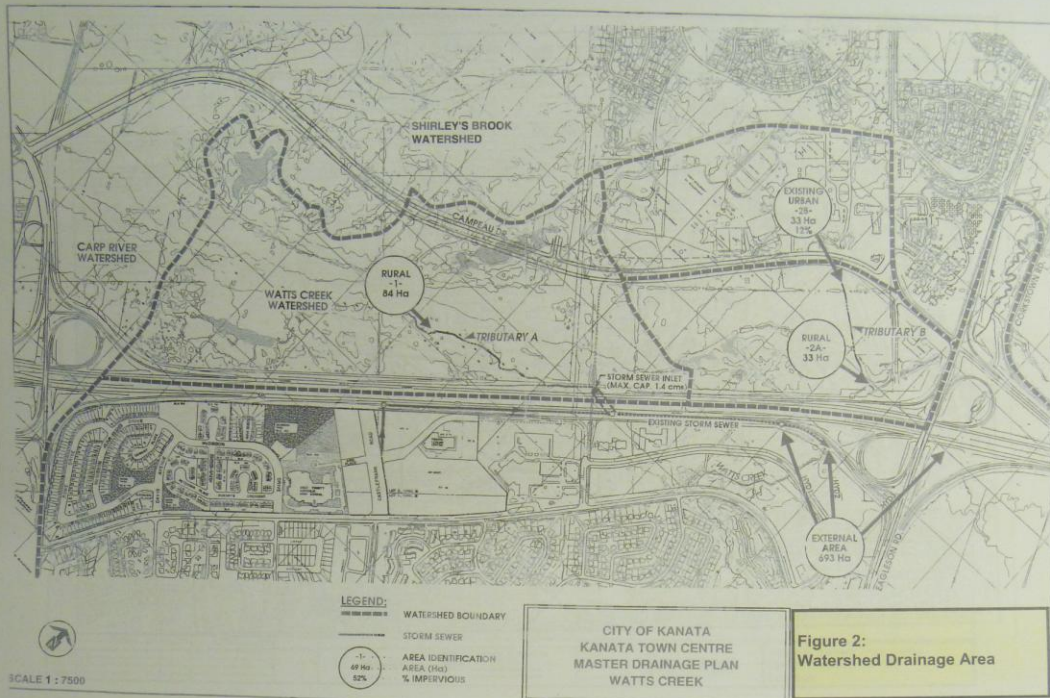 SHIRLEY'S BROOK
WATERSHED
EXISTING
URBAN
-2B-
33 Ha
12%
CAMPEAU DR.
CARP RIVER
WATERSHED
RURAL
-1-
84 Ha
WATTS CREEK
WATERSHED
TRIBUTARY A
TRIBUTARY B
RURAL
-2A-
33 Ha
STORM SEWER INLET
(MAX. CAP. 1.4 cms)
EXISTING STORM SEWER
WATTS CREEK
EXTERNAL
AREA
693 Ha
EAGLESON RD.
LEGEND:
WATERSHED BOUNDARY
STORM SEWER
-1-
69 Ha
52%
AREA IDENTIFICATION
AREA (Ha)
% IMPERVIOUS
SCALE 1 : 7500
CITY OF KANATA
KANATA TOWN CENTRE
MASTER DRAINAGE PLAN
WATTS CREEK
Figure 2:
Watershed Drainage Area